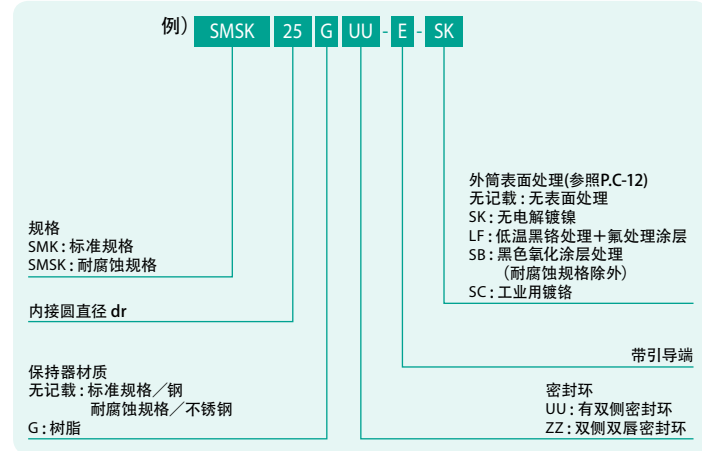 例） SMSK 25 G UU - E - SK
外筒表面处理(参照P.C-12)
无记载：无表面处理
SK：无电解镀镍
LF：低温黑铬处理＋氟处理涂层
SB：黑色氧化涂层处理
（耐腐蚀规格除外）
SC：工业用镀铬
规格
SMK：标准规格
SMSK：耐腐蚀规格
内接圆直径 dr
带引导端
保持器材质
无记载：标准规格／钢
耐腐蚀规格／不锈钢
G：树脂
密封环
UU：有双侧密封环
ZZ：双侧双唇密封环